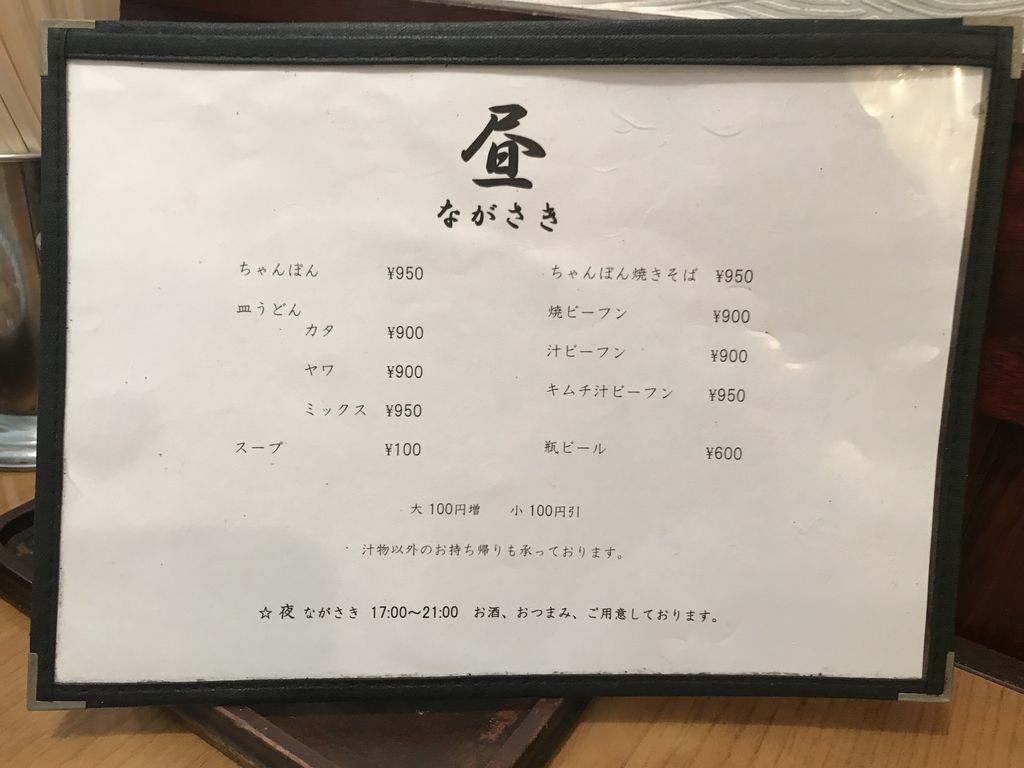 昼
ながさき
ちゃんぽん ¥950
皿うどん
カタ ¥900
ヤワ ¥900
ミックス ¥950
スープ ¥100
ちゃんぽん焼きそば ¥950
焼ビーフン ¥900
汁ビーフン ¥900
キムチ汁ビーフン ¥950
瓶ビール ¥600
大 100円増 小 100円引
汁物以外のお持ち帰りも承っております。
☆ 夜 ながさき 17:00〜21:00 お酒、おつまみ、ご用意しております。